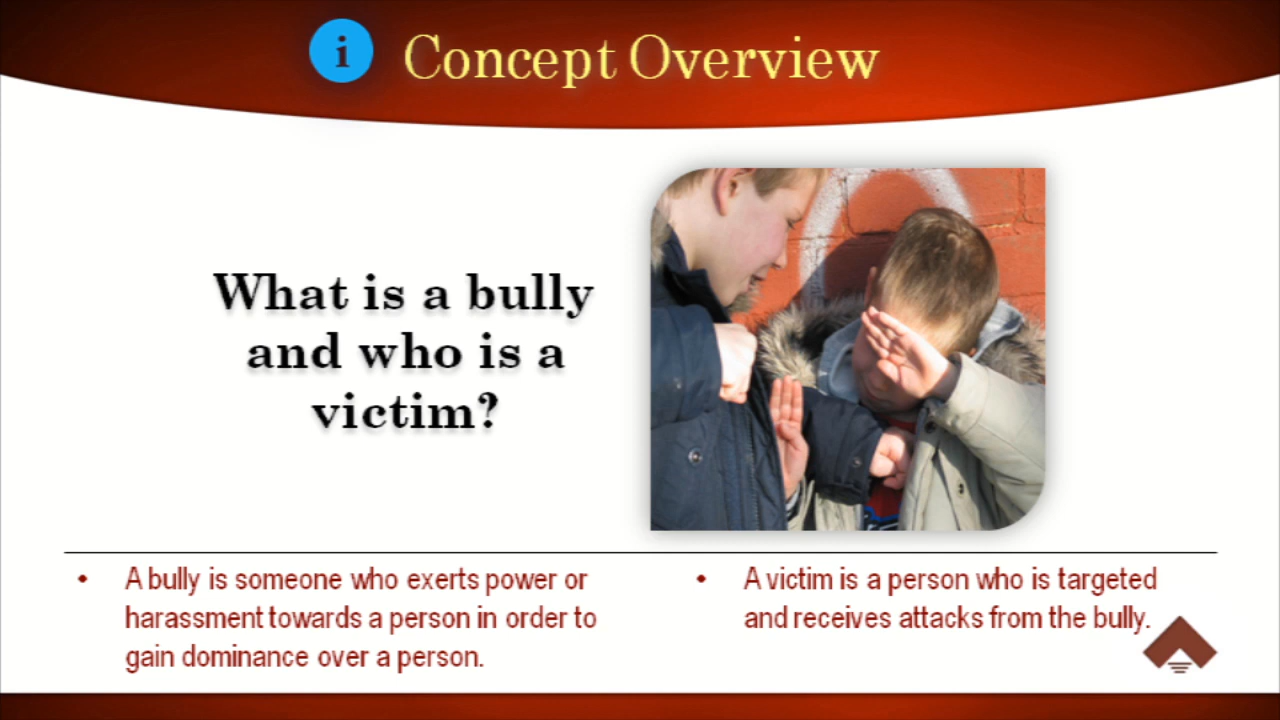 i Concept Overview
What is a bully
and who is a
victim?
• A bully is someone who exerts power or
harassment towards a person in order to
gain dominance over a person.
• A victim is a person who is targeted
and receives attacks from the bully.